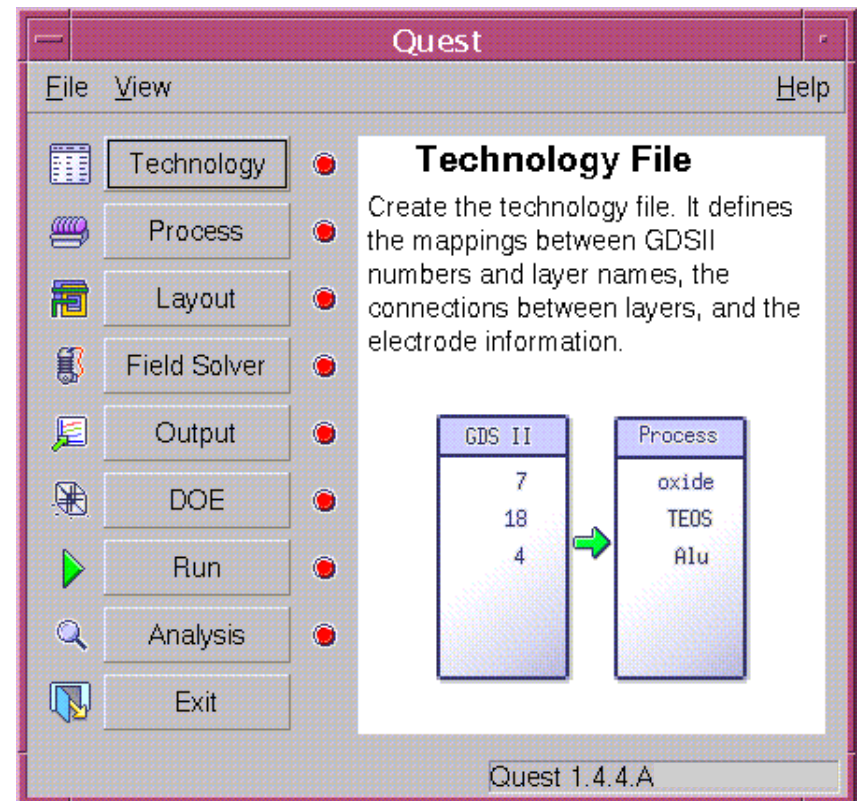 Quest
File View Help
Technology
Process
Layout
Field Solver
Output
DOE
Run
Analysis
Exit
Technology File
Create the technology file. It defines
the mappings between GDSII
numbers and layer names, the
connections between layers, and the
electrode information.
GDS II
7
18
4
Process
oxide
TEOS
Alu
Quest 1.4.4.A